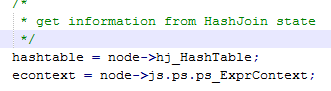 /*
* get information from HashJoin state
*/
hashtable = node->hj_HashTable;
econtext = node->js.ps.ps_ExprContext;